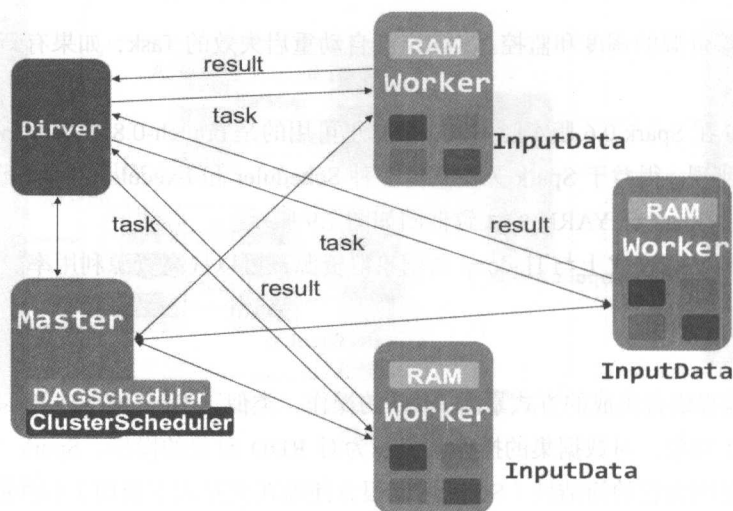 RAM
Worker
InputData
result
task
Dirver
RAM
Worker
InputData
task
task
result
result
Master
DAGScheduler
ClusterScheduler
RAM
Worker
InputData